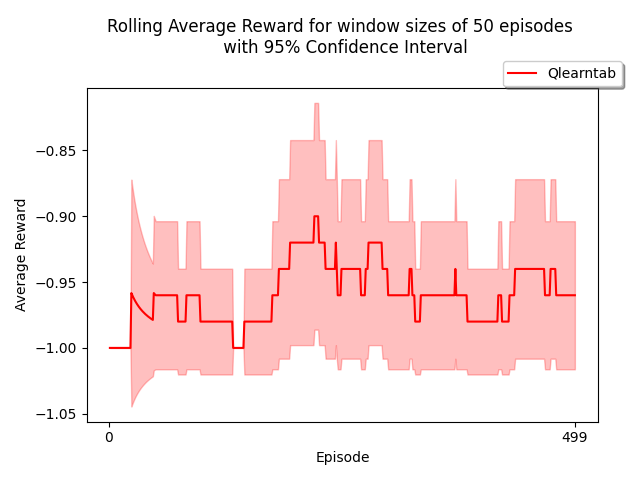 Rolling Average Reward for window sizes of 50 episodes
with 95% Confidence Interval
Qlearntab
Average Reward
−0.85
−0.90
−0.95
−1.00
−1.05
0
499
Episode